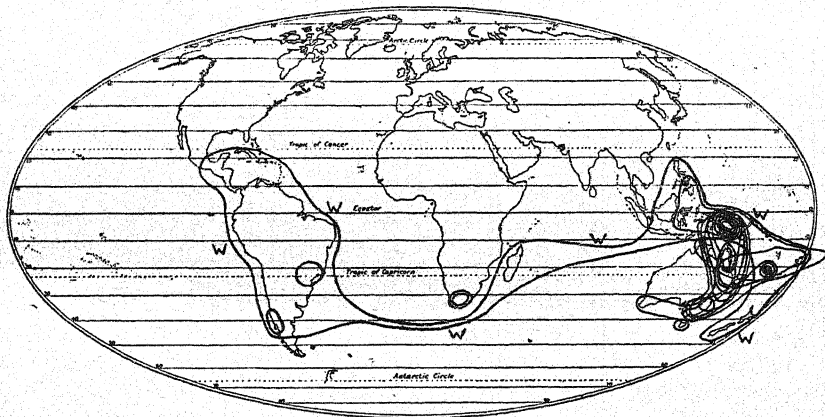 Arctic Circle
Tropic of Cancer
W
Equator
W
W
W
Tropic of Capricorn
W
W
Antarctic Circle